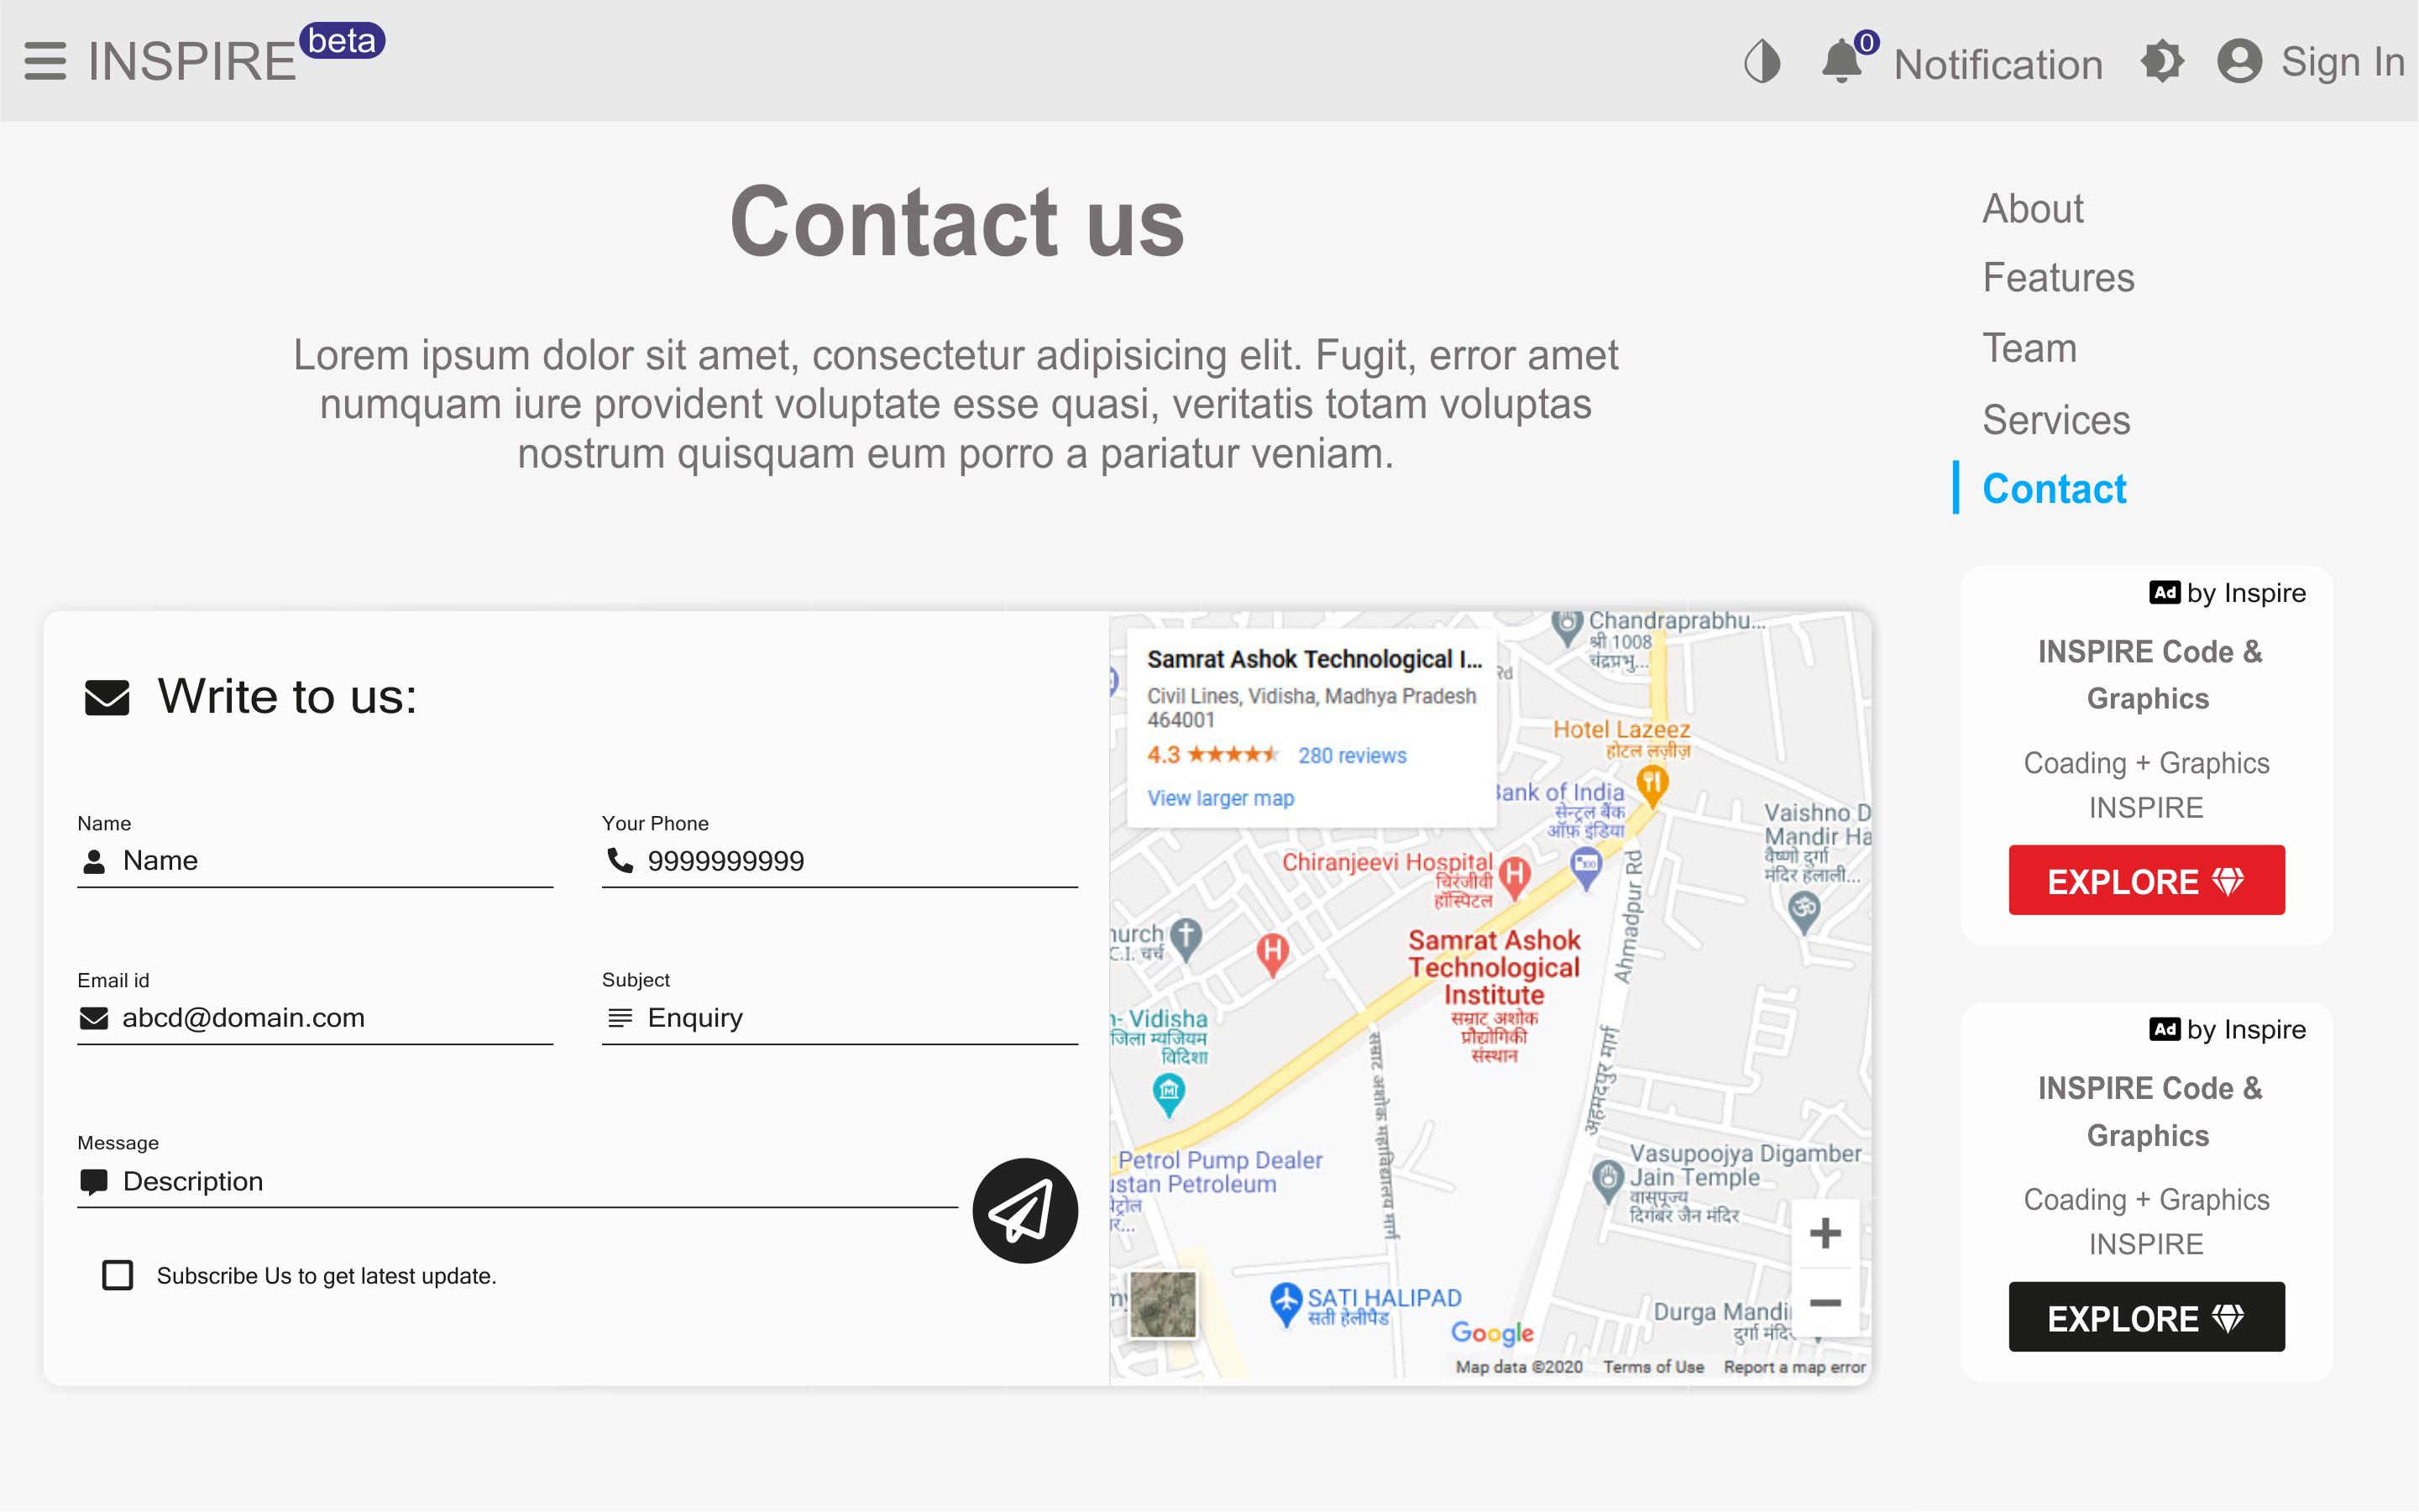 INSPIRE beta
0
Notification
Sign In
Contact us
Lorem ipsum dolor sit amet, consectetur adipisicing elit. Fugit, error amet
numquam iure provident voluptate esse quasi, veritatis totam voluptas
nostrum quisquam eum porro a pariatur veniam.
About
Features
Team
Services
Contact
Write to us:
Name
Name
Your Phone
9999999999
Email id
abcd@domain.com
Subject
Enquiry
Message
Description
Subscribe Us to get latest update.
Samrat Ashok Technological I...
Civil Lines, Vidisha, Madhya Pradesh
464001
4.3 280 reviews
View larger map
Chandraprabhu...
श्री 1008
चंद्रप्रभु...
Rd
Hotel Lazeez
होटल लज़ीज़
Bank of India
सेन्ट्रल बैंक
ऑफ़ इंडिया
Vaishno D
Mandir Ha
वैष्णो दुर्गा
मंदिर हलाली...
Chiranjeevi Hospital
चिरंजीवी
हॉस्पिटल
Ahmadpur Rd
hurch
C.I. चर्च
Samrat Ashok
Technological
Institute
सम्राट अशोक
प्रौद्योगिकी
संस्थान
- Vidisha
जिला म्यूजियम
विदिशा
सम्राट अशोक महाविद्यालय मार्ग
अहमदपुर मार्ग
Petrol Pump Dealer
ustan Petroleum
पेट्रोल
Vasupoojya Digamber
Jain Temple
वासुपूज्य
दिगंबर जैन मंदिर
SATI HALIPAD
सती हेलीपैड
Durga Mandi
दुर्गा मंदि
Google
Map data ©2020 Terms of Use Report a map error
Ad by Inspire
INSPIRE Code &
Graphics
Coading + Graphics
INSPIRE
EXPLORE
Ad by Inspire
INSPIRE Code &
Graphics
Coading + Graphics
INSPIRE
EXPLORE